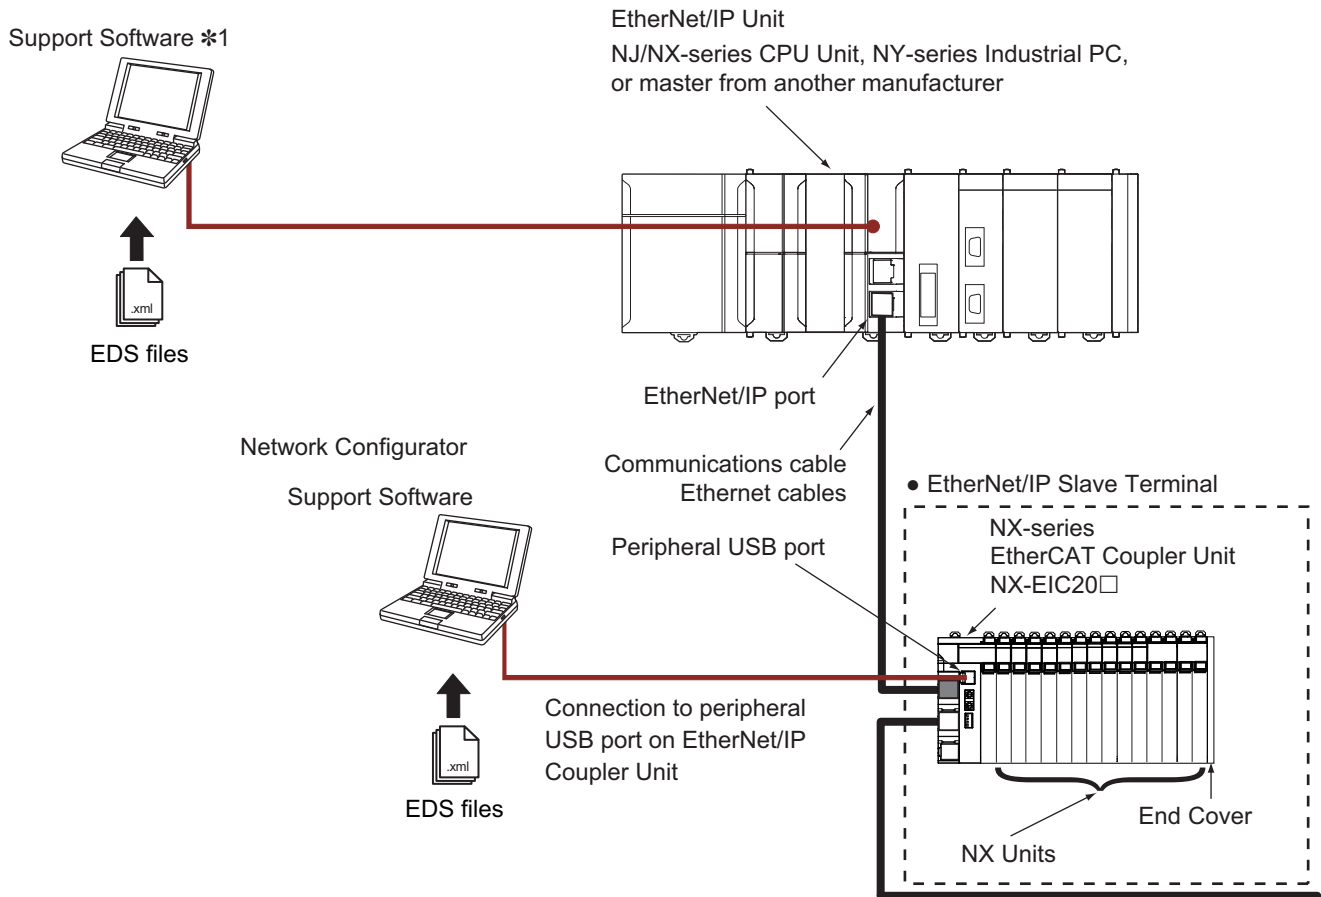 Support Software ✻1
EtherNet/IP Unit
NJ/NX-series CPU Unit, NY-series Industrial PC,
or master from another manufacturer
.xml
EDS files
EtherNet/IP port
Network Configurator
Communications cable
Ethernet cables
● EtherNet/IP Slave Terminal
Support Software
Peripheral USB port
NX-series
EtherCAT Coupler Unit
NX-EIC20□
Connection to peripheral
USB port on EtherNet/IP
Coupler Unit
.xml
EDS files
End Cover
NX Units